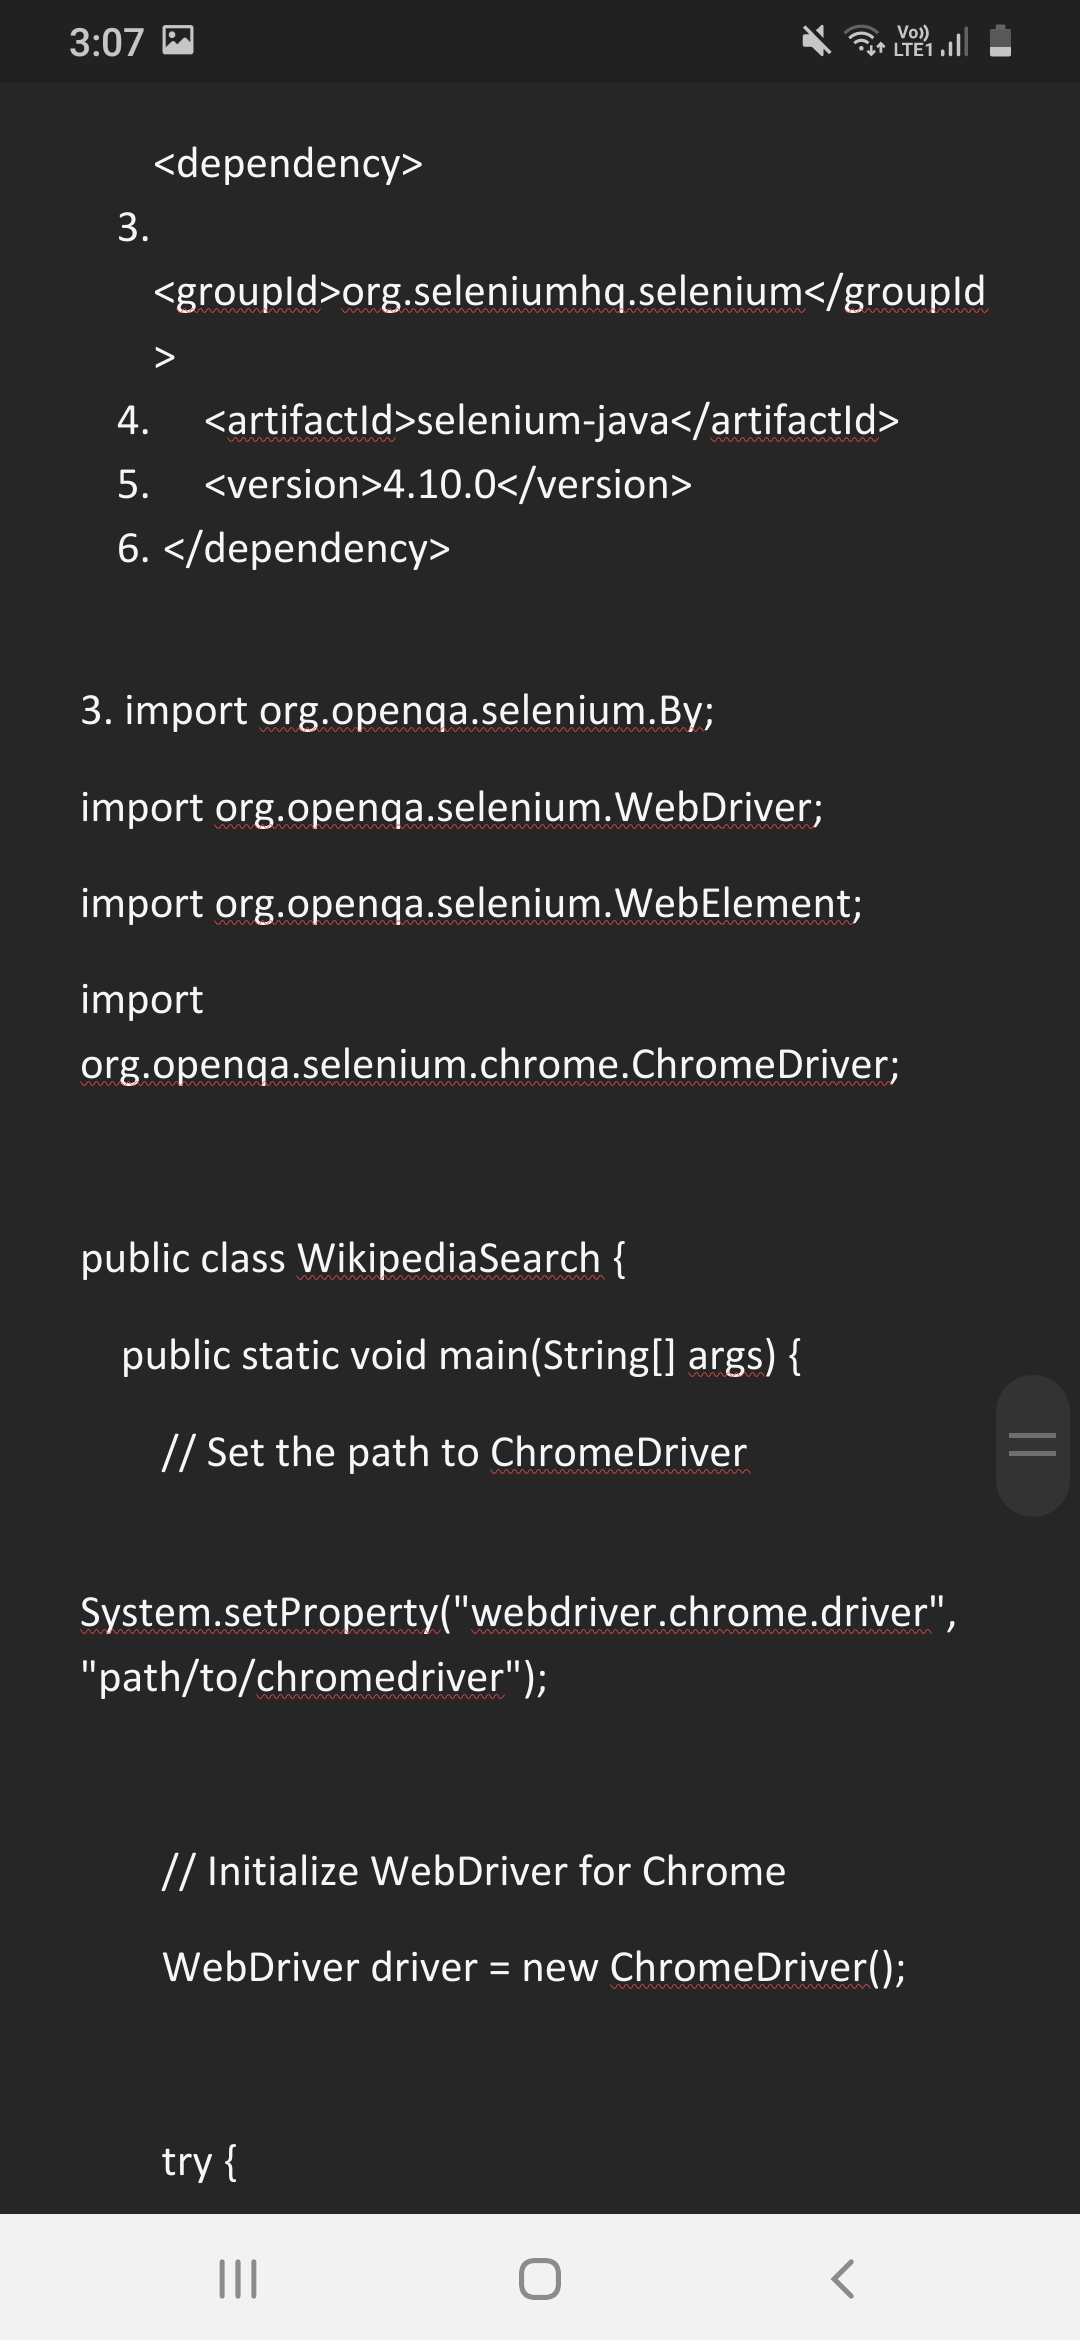 3:07
Vo))
LTE1
<dependency>
3.
<groupId>org.seleniumhq.selenium</groupId
>
4. <artifactId>selenium-java</artifactId>
5. <version>4.10.0</version>
6. </dependency>
3. import org.openqa.selenium.By;
import org.openqa.selenium.WebDriver;
import org.openqa.selenium.WebElement;
import
org.openqa.selenium.chrome.ChromeDriver;
public class WikipediaSearch {
public static void main(String[] args) {
// Set the path to ChromeDriver
System.setProperty("webdriver.chrome.driver",
"path/to/chromedriver");
// Initialize WebDriver for Chrome
WebDriver driver = new ChromeDriver();
try {